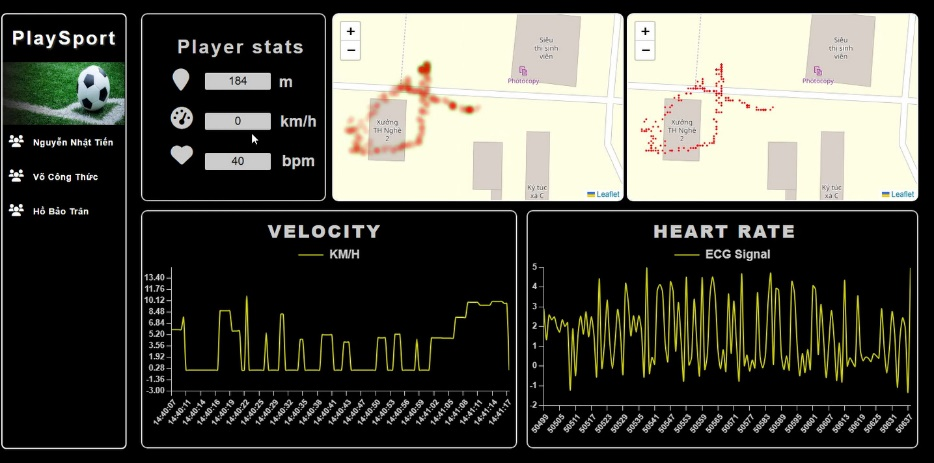 PlaySport
Nguyễn Nhật Tiến
Võ Công Thức
Hồ Bảo Trân
Player stats
184 m
0 km/h
40 bpm
+
−
Siêu
thị sinh
viên
Photocopy
Xưởng
TH Nghề
2
Ký túc
xá C
Leaflet
+
−
Siêu
thị sinh
viên
Photocopy
Xưởng
TH Nghề
2
Ký túc
xá C
Leaflet
VELOCITY
KM/H
13.40
11.76
10.12
8.48
6.84
5.20
3.56
1.92
0.28
-1.36
-3.00
14:40:07
14:40:11
14:40:14
14:40:16
14:40:19
14:40:22
14:40:25
14:40:29
14:40:32
14:40:35
14:40:38
14:40:41
14:40:43
14:40:47
14:40:50
14:40:53
14:40:56
14:40:59
14:41:02
14:41:05
14:41:08
14:41:11
14:41:14
14:41:17
HEART RATE
ECG Signal
5
4
3
2
1
0
-1
-2
50499
50505
50511
50517
50523
50529
50535
50541
50547
50553
50559
50565
50571
50577
50583
50589
50595
50601
50607
50613
50619
50625
50631
50637